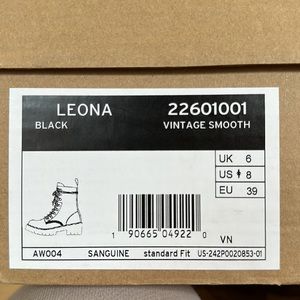 LEONA 22601001
BLACK VINTAGE SMOOTH
UK 6
US 8
EU 39
1 90665 04922 0
VN
AW004 SANGUINE standard Fit US-242P0020853-01